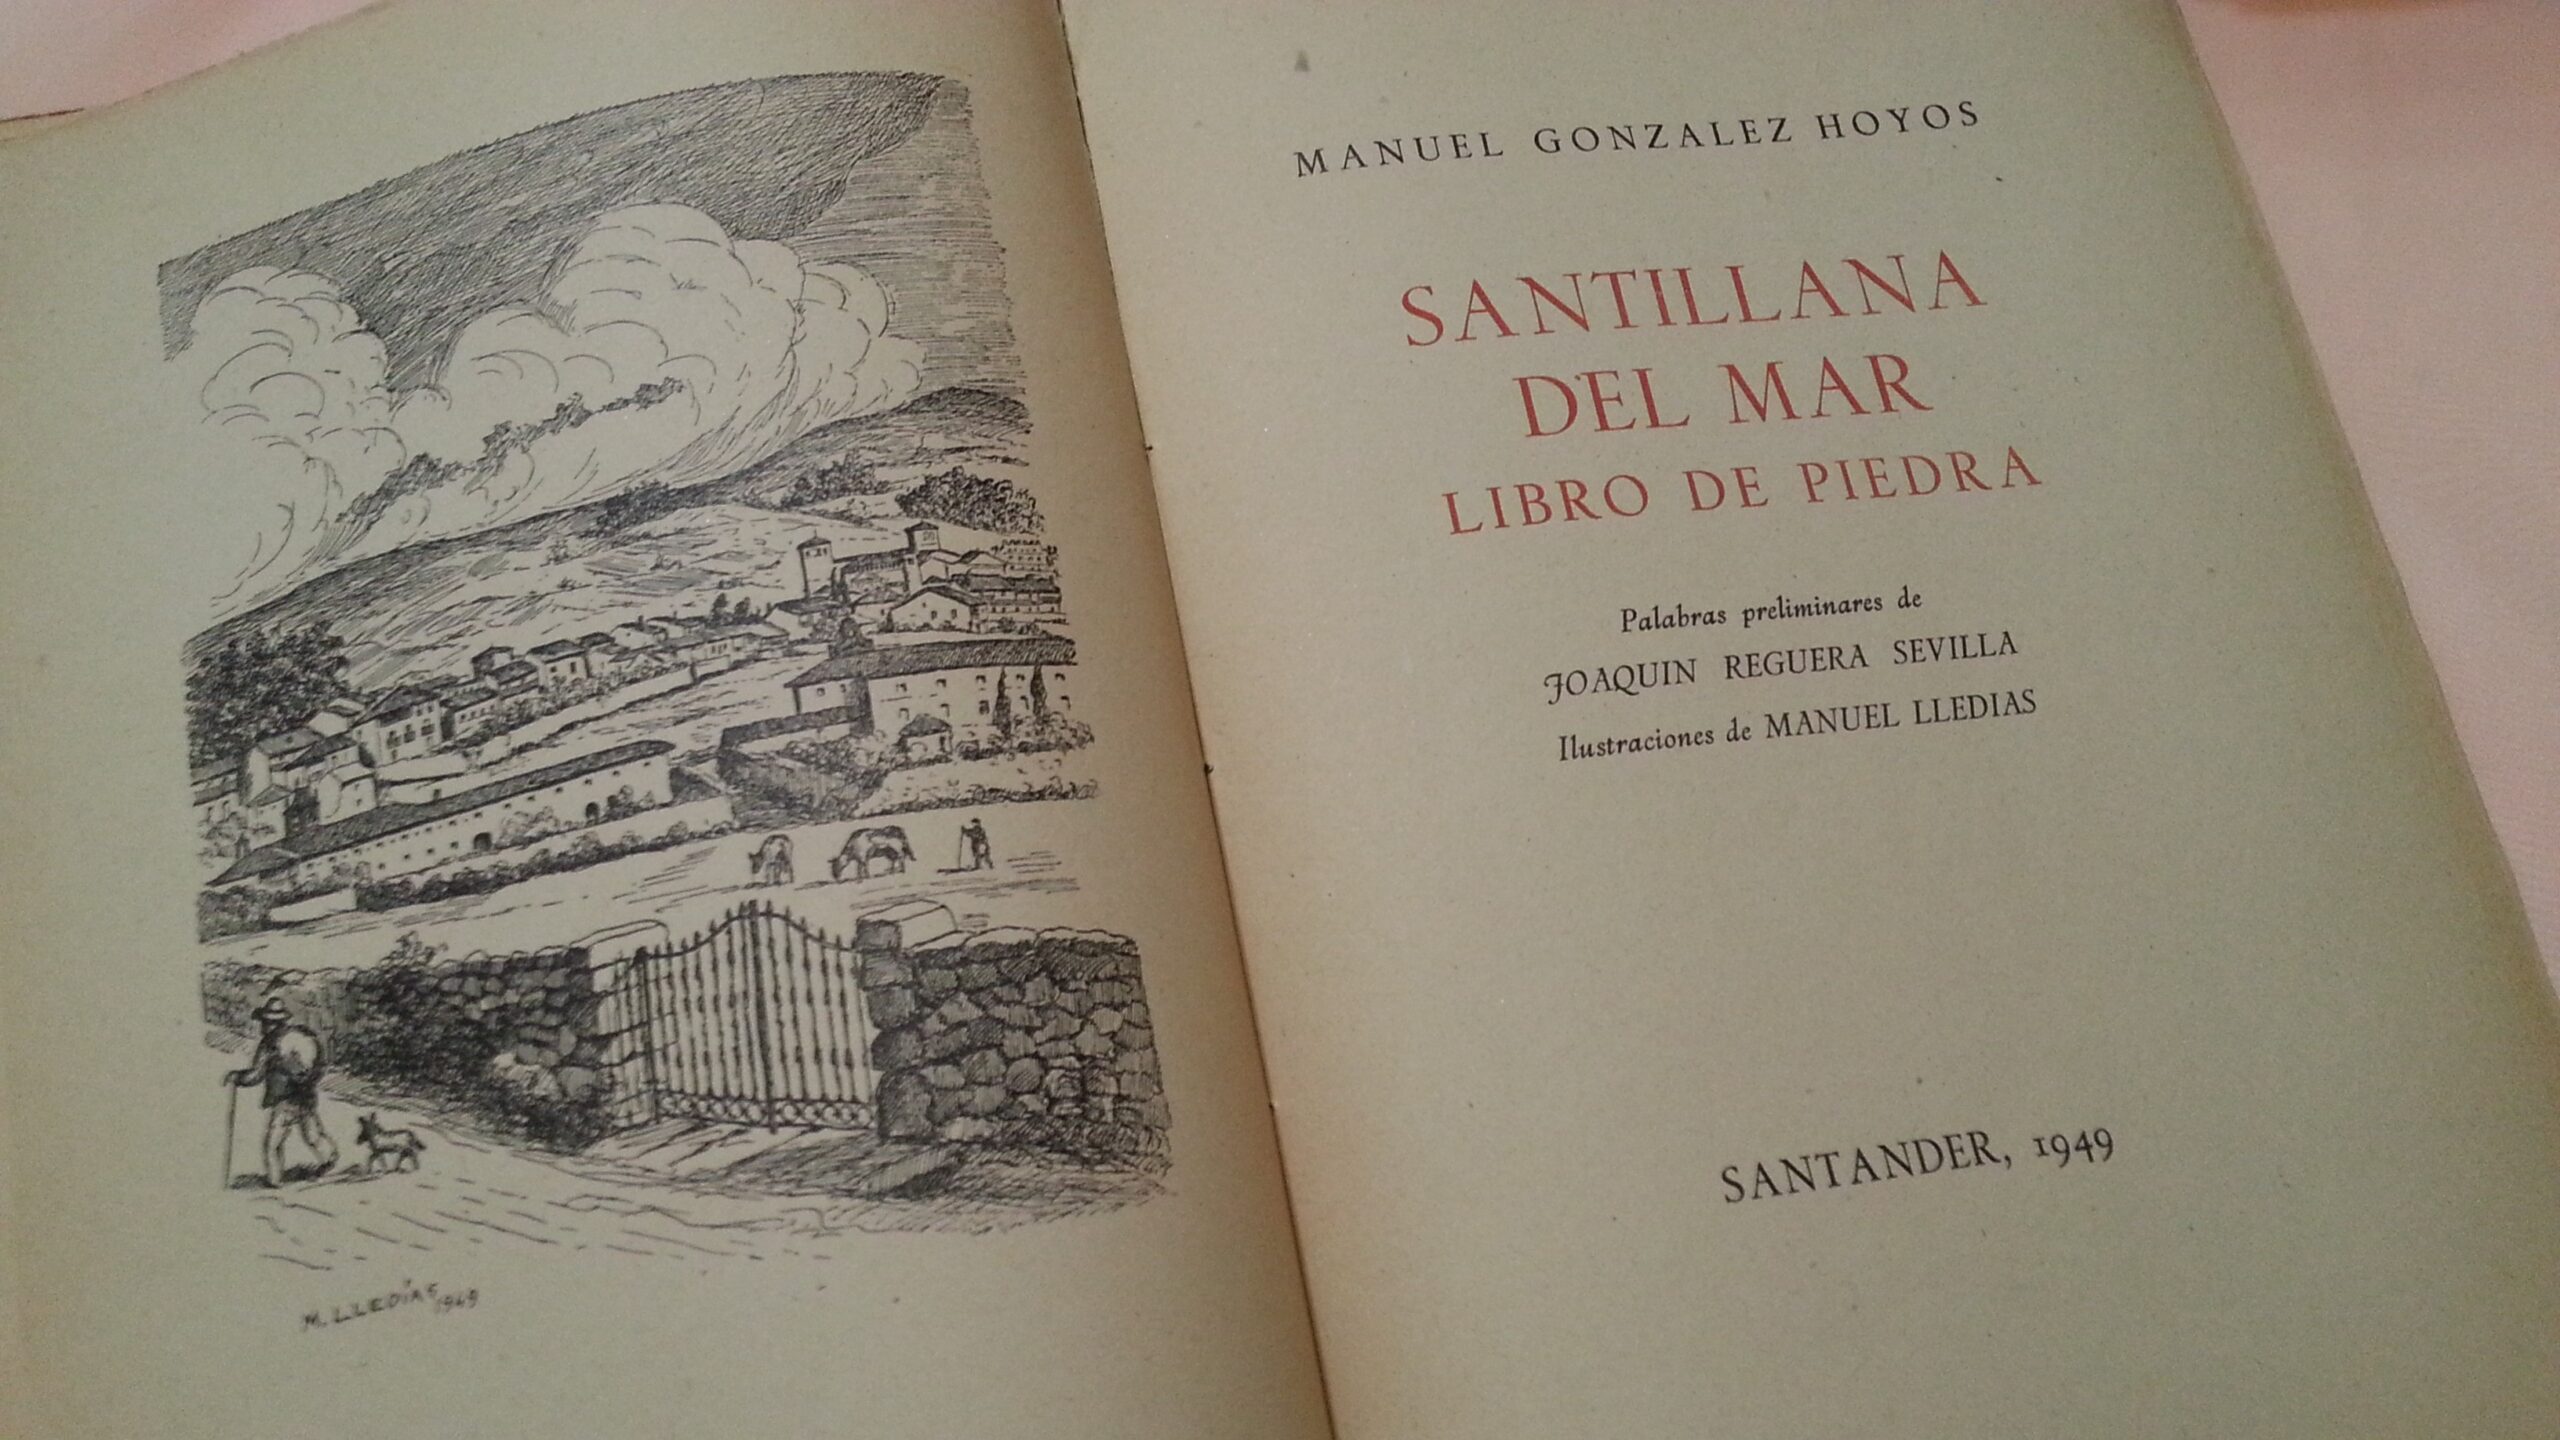 M. LLEDÍAS 1949
MANUEL GONZALEZ HOYOS
SANTILLANA
DEL MAR
LIBRO DE PIEDRA
Palabras preliminares de
JOAQUIN REGUERA SEVILLA
Ilustraciones de MANUEL LLEDIAS
SANTANDER, 1949